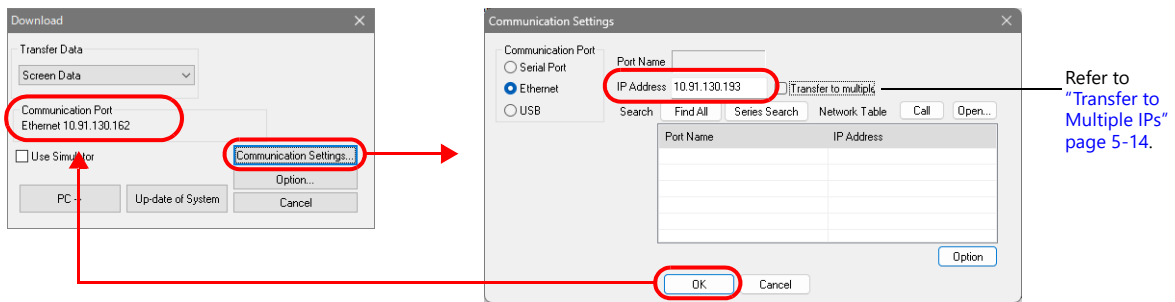 Download
Transfer Data
Screen Data
Communication Port
Ethernet 10.91.130.162
Use Simulator
Communication Settings...
Option...
PC->
Up-date of System
Cancel
Communication Settings
Communication Port
Serial Port
Ethernet
USB
Port Name
IP Address 10.91.130.193
Transfer to multiple
Search Find All Series Search Network Table Call Open...
Port Name IP Address
Option
OK Cancel
Refer to
“Transfer to
Multiple IPs”
page 5-14.